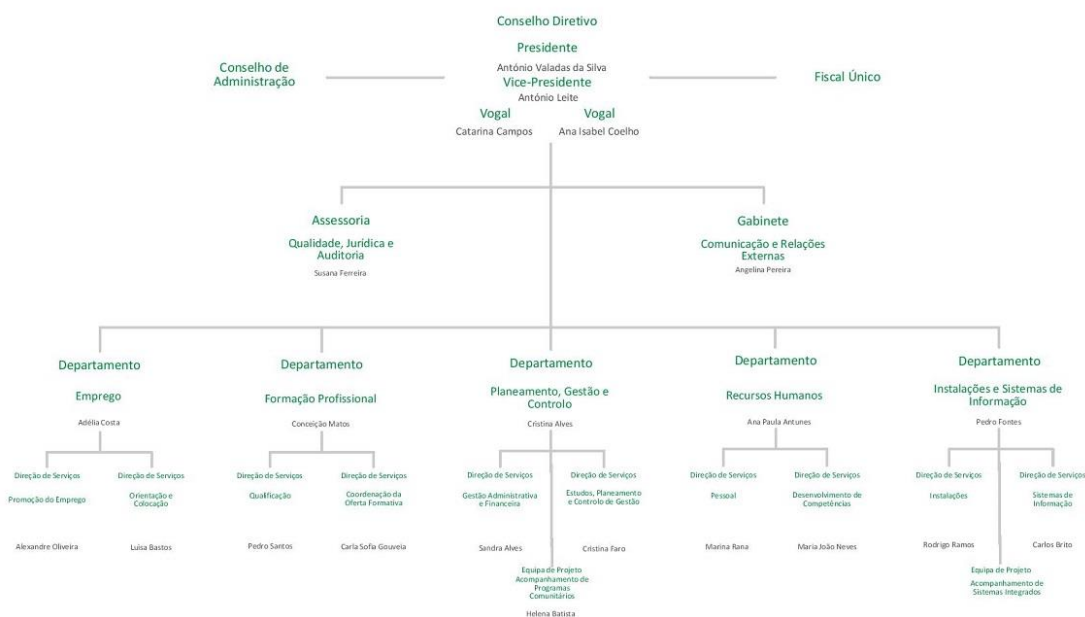 Conselho Diretivo
Presidente
António Valadas da Silva
Vice-Presidente
António Leite
Vogal
Catarina Campos
Vogal
Ana Isabel Coelho
Conselho de
Administração
Fiscal Único
Assessoria
Qualidade, Jurídica e
Auditoria
Susana Ferreira
Gabinete
Comunicação e Relações
Externas
Angelina Pereira
Departamento
Emprego
Adélia Costa
Direção de Serviços
Promoção do Emprego
Alexandre Oliveira
Direção de Serviços
Orientação e
Colocação
Luisa Bastos
Departamento
Formação Profissional
Conceição Matos
Direção de Serviços
Qualificação
Pedro Santos
Direção de Serviços
Coordenação da
Oferta Formativa
Carla Sofia Gouveia
Departamento
Planeamento, Gestão e
Controlo
Cristina Alves
Direção de Serviços
Gestão Administrativa
e Financeira
Sandra Alves
Direção de Serviços
Estudos, Planeamento
e Controlo de Gestão
Cristina Faro
Equipa de Projeto
Acompanhamento de
Programas
Comunitários
Helena Batista
Departamento
Recursos Humanos
Ana Paula Antunes
Direção de Serviços
Pessoal
Marina Rana
Direção de Serviços
Desenvolvimento de
Competências
Maria João Neves
Departamento
Instalações e Sistemas de
Informação
Pedro Fontes
Direção de Serviços
Instalações
Rodrigo Ramos
Direção de Serviços
Sistemas de
Informação
Carlos Brito
Equipa de Projeto
Acompanhamento de
Sistemas Integrados